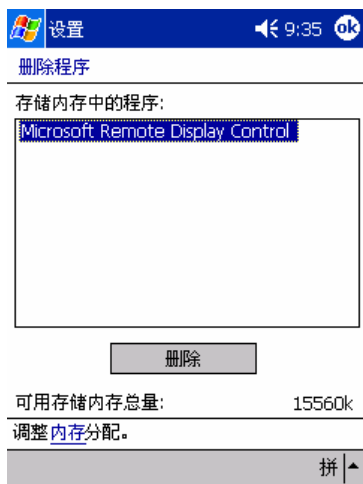 设置 9:35 ok
删除程序
存储内存中的程序:
Microsoft Remote Display Control
删除
可用存储内存总量: 15560k
调整内存分配。
拼